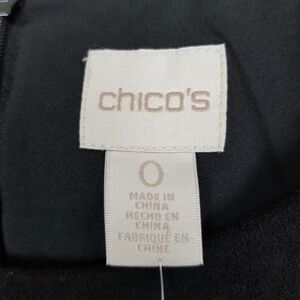 chico's
0
MADE IN
CHINA
HECHO EN
CHINA
FABRIQUÉ EN
CHINE